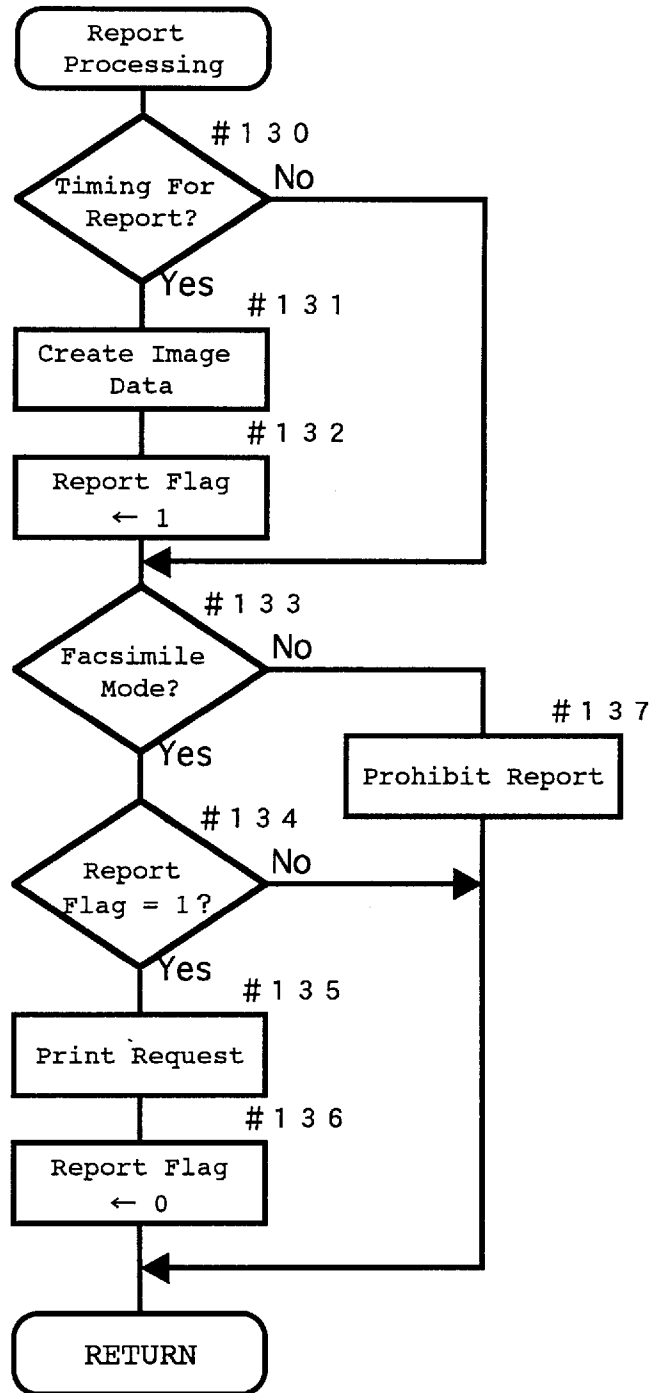 Report
Processing
#130
Timing For
Report?
No
Yes
#131
Create Image
Data
#132
Report Flag
← 1
#133
Facsimile
Mode?
No
Yes
#137
Prohibit Report
#134
Report
Flag = 1?
No
Yes
#135
Print Request
#136
Report Flag
← 0
RETURN